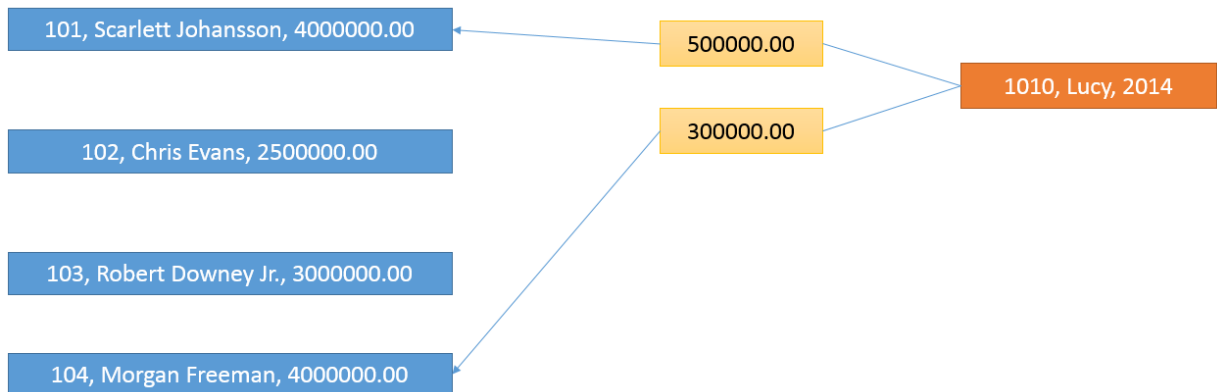 101, Scarlett Johansson, 4000000.00
500000.00
1010, Lucy, 2014
300000.00
102, Chris Evans, 2500000.00
103, Robert Downey Jr., 3000000.00
104, Morgan Freeman, 4000000.00